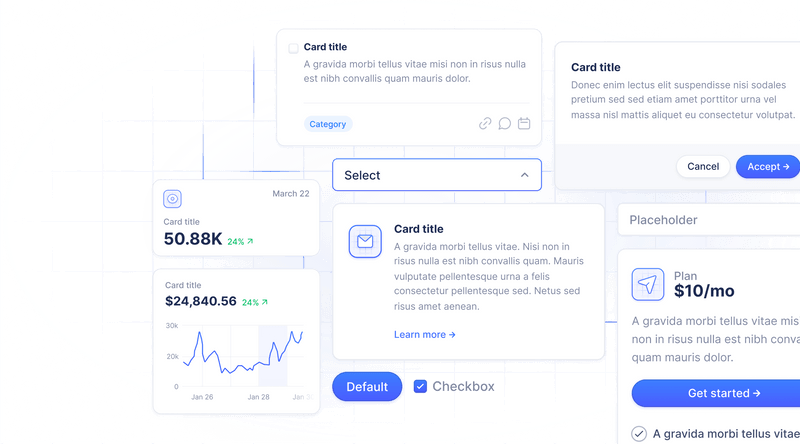 Card title
A gravida morbi tellus vitae misi non in risus nulla
est nibh convallis quam mauris dolor.
Category
Card title
Donec enim lectus elit suspendisse nisi sodales
pretium sed sed etiam amet porttitor urna vel
massa nisl mattis aliquet eu consectetur volutpat.
Cancel
Accept →
Select
March 22
Card title
50.88K 24% ↗
Card title
A gravida morbi tellus vitae. Nisi non in
risus nulla est nibh convallis quam. Mauris
vulputate pellentesque urna a felis
consectetur pellentesque sed. Netus sed
risus amet aenean.
Learn more →
Placeholder
Plan
$10/mo
A gravida morbi tellus vitae mis
non in risus nulla est nibh conva
quam mauris dolor.
Get started →
A gravida morbi tellus vitae
Card title
$24,840.56 24% ↗
30k
20k
0
Jan 26
Jan 28
Jan
Default
Checkbox